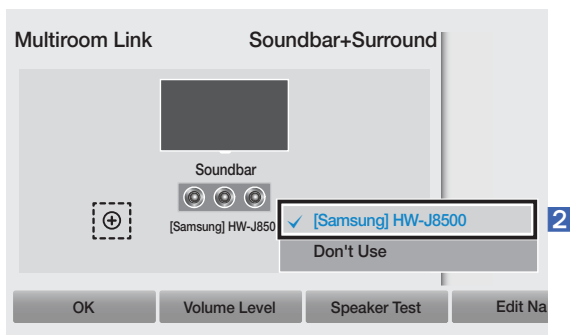 Multiroom Link
Soundbar+Surround
Soundbar
[Samsung] HW-J850
[Samsung] HW-J8500
2
Don't Use
OK
Volume Level
Speaker Test
Edit Na